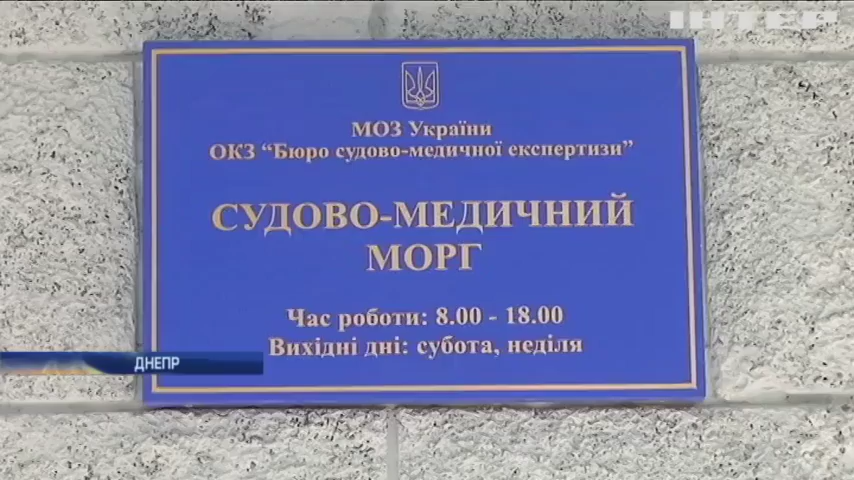 ІНТЕР
МОЗ України
ОКЗ “Бюро судово-медичної експертизи”
СУДОВО-МЕДИЧНИЙ
МОРГ
Час роботи: 8.00 - 18.00
Вихідні дні: субота, неділя
ДНЕПР